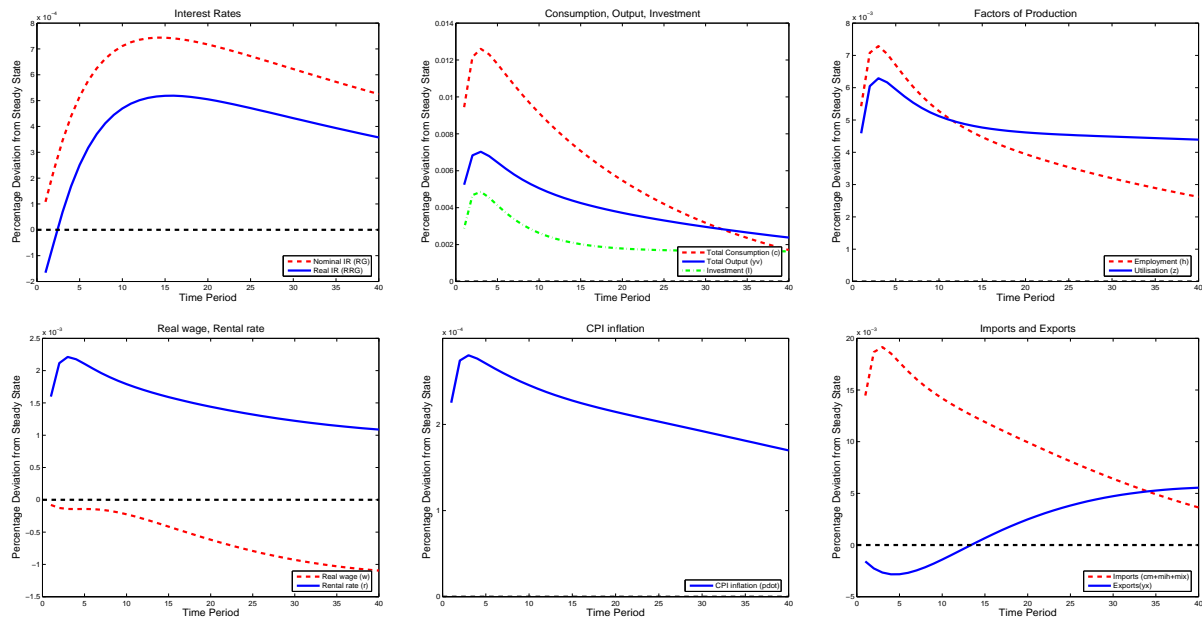 Interest Rates
x 10⁻⁴
8
7
6
5
4
3
2
1
0
−1
−2
Percentage Deviation from Steady State
0 5 10 15 20 25 30 35 40
Time Period
Nominal IR (RG)
Real IR (RRG)
Consumption, Output, Investment
0.014
0.012
0.01
0.008
0.006
0.004
0.002
0
Percentage Deviation from Steady State
0 5 10 15 20 25 30 35 40
Time Period
Total Consumption (c)
Total Output (yv)
Investment (I)
Factors of Production
x 10⁻³
8
7
6
5
4
3
2
1
0
Percentage Deviation from Steady State
0 5 10 15 20 25 30 35 40
Time Period
Employment (h)
Utilisation (z)
Real wage, Rental rate
x 10⁻³
2.5
2
1.5
1
0.5
0
−0.5
−1
−1.5
Percentage Deviation from Steady State
0 5 10 15 20 25 30 35 40
Time Period
Real wage (w)
Rental rate (r)
CPI inflation
x 10⁻⁴
3
2
1
0
Percentage Deviation from Steady State
0 5 10 15 20 25 30 35 40
Time Period
CPI inflation (pdot)
Imports and Exports
x 10⁻³
20
15
10
5
0
−5
Percentage Deviation from Steady State
0 5 10 15 20 25 30 35 40
Time Period
Imports (cm+mih+mix)
Exports(yx)